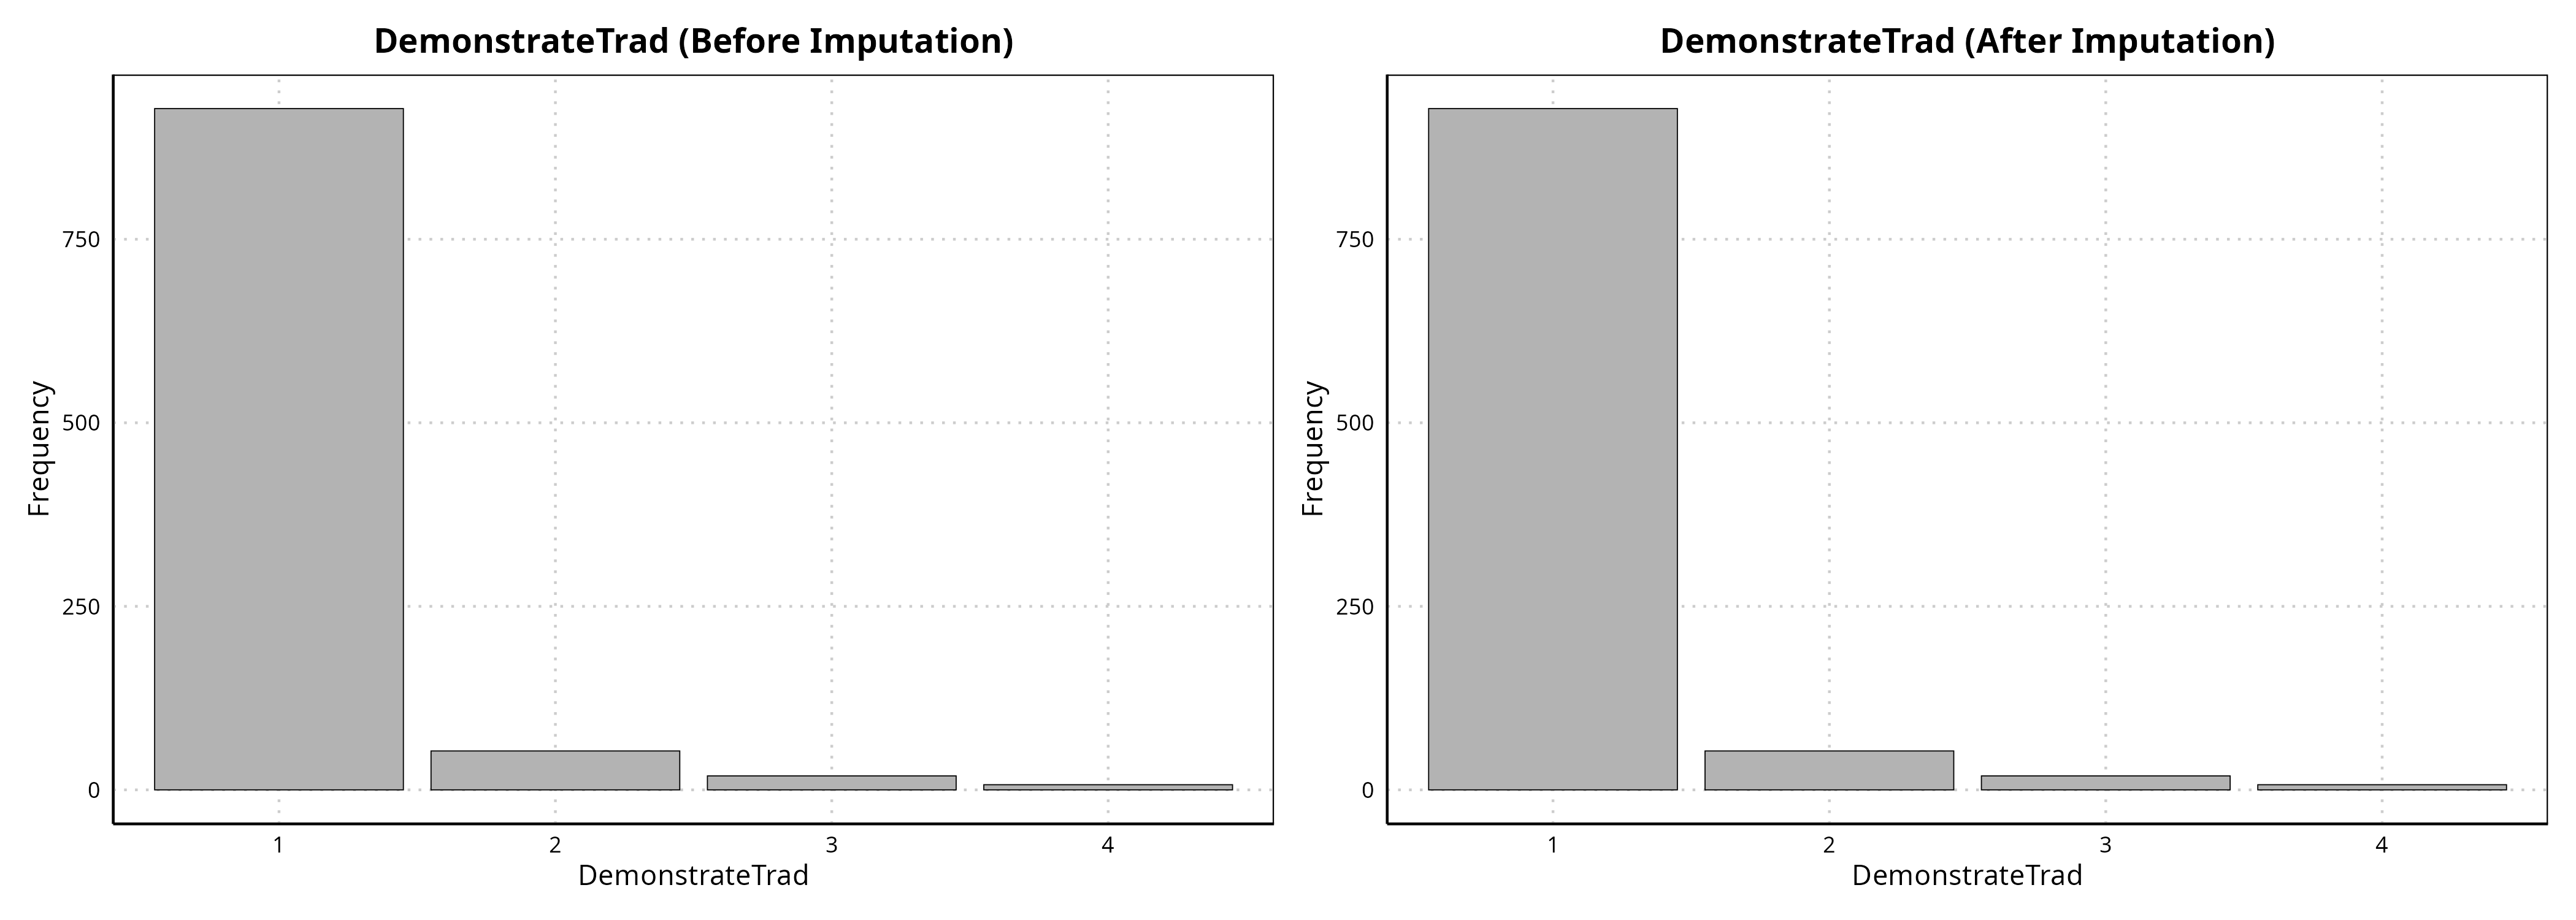 DemonstrateTrad (Before Imputation)
Frequency
750
500
250
0
1 2 3 4
DemonstrateTrad
DemonstrateTrad (After Imputation)
Frequency
750
500
250
0
1 2 3 4
DemonstrateTrad